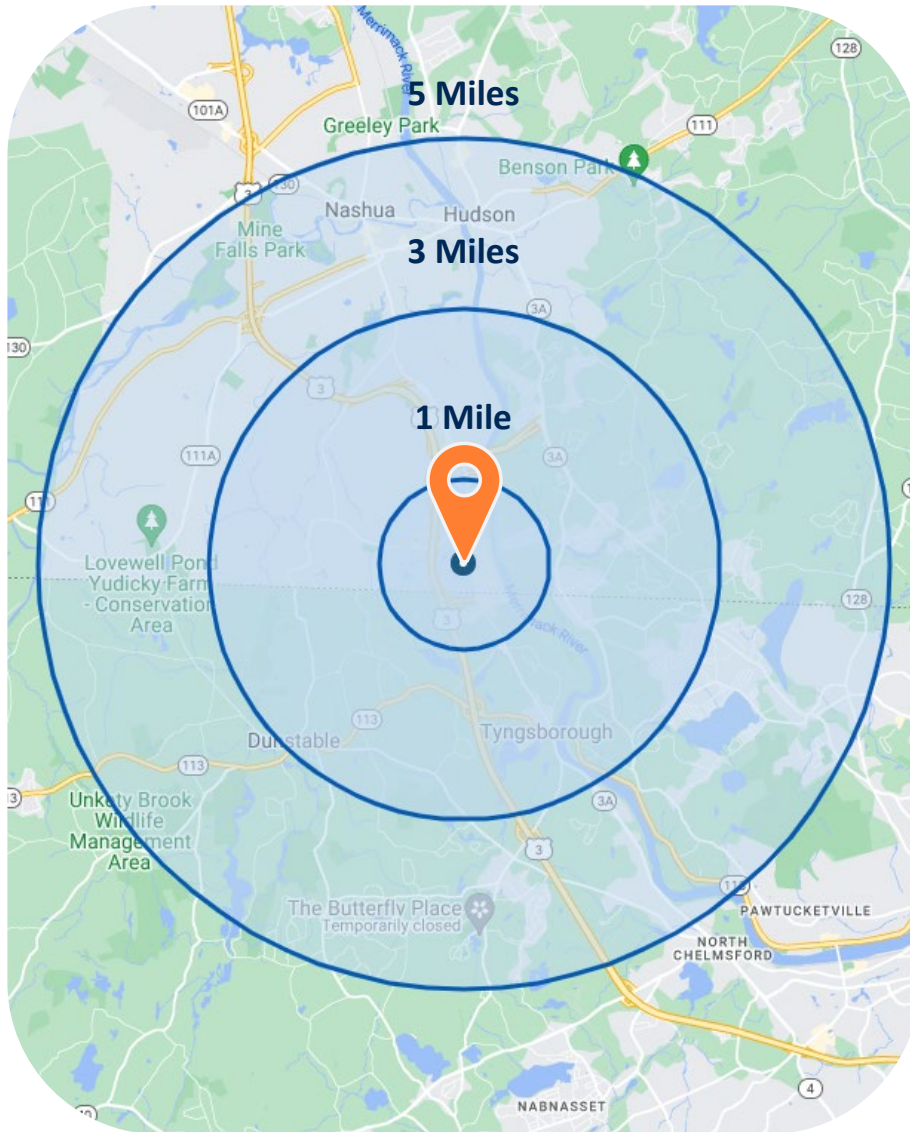 Merrimack River
128
5 Miles
101A
111
Greeley Park
3
130
Benson Park
Nashua
Hudson
Mine
Falls Park
3 Miles
3A
130
3
1 Mile
111A
3A
111
Lovewell Pond
Yudicky Farm
- Conservation
Area
128
3
Merrimack River
113
Dunstable
Tyngsborough
113
Unkety Brook
Wildlife
Management
Area
3A
3
The Butterfly Place
Temporarily closed
PAWTUCKETVILLE
NORTH
CHELMSFORD
4
NABNASSET